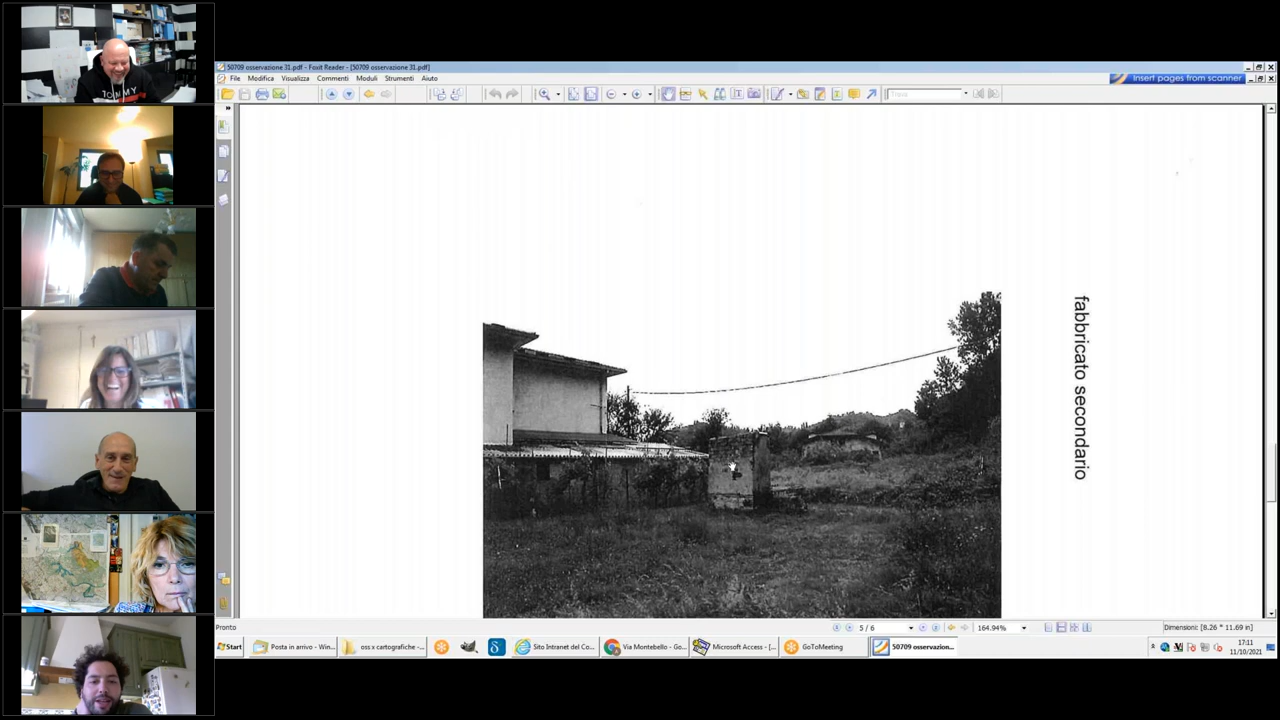 TOMMY
50709 osservazione 31.pdf - Foxit Reader - [50709 osservazione 31.pdf]
File Modifica Visualizza Commenti Moduli Strumenti Aiuto
Insert pages from scanner
Trova
fabbricato secondario
Pronto
5 / 6
164.94%
Dimensioni: [8.26 * 11.69 in]
Start
Posta in arrivo - Win...
oss x cartografiche -...
Sito Intranet del Co...
Via Montebello - Go...
Microsoft Access - [...
GoToMeeting
50709 osservazion...
17:11
11/10/2021